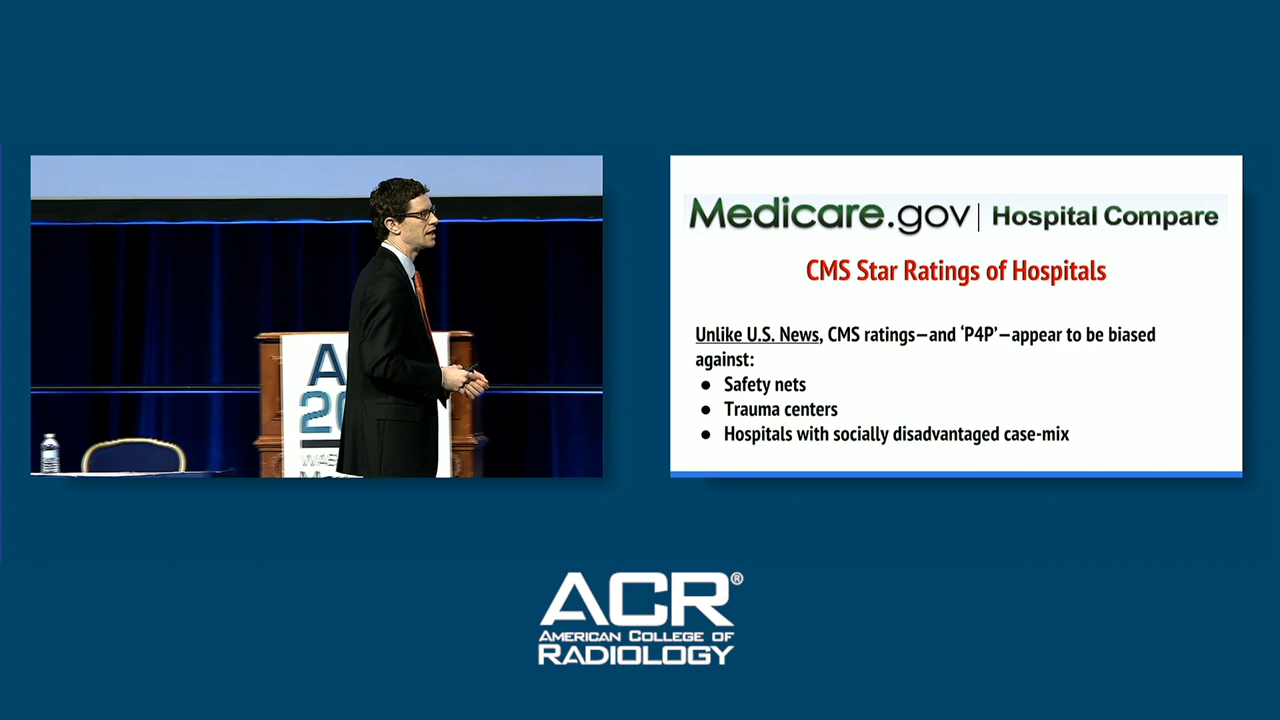 Medicare.gov | Hospital Compare
CMS Star Ratings of Hospitals
Unlike U.S. News, CMS ratings—and ‘P4P’—appear to be biased
against:
● Safety nets
● Trauma centers
● Hospitals with socially disadvantaged case-mix
ACR®
AMERICAN COLLEGE OF
RADIOLOGY